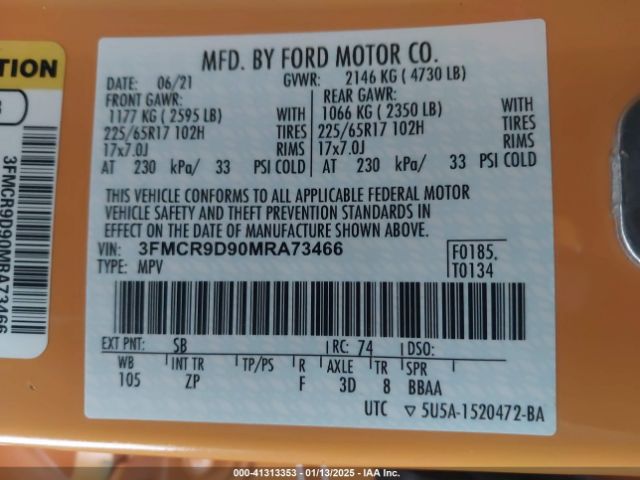 TION
3FMCR9D90MRA73466
MFD. BY FORD MOTOR CO.
DATE: 06/21 GVWR: 2146 KG ( 4730 LB)
FRONT GAWR: REAR GAWR:
1177 KG ( 2595 LB) WITH 1066 KG ( 2350 LB) WITH
225/65R17 102H TIRES 225/65R17 102H TIRES
17x7.0J RIMS 17x7.0J RIMS
AT 230 kPa/ 33 PSI COLD AT 230 kPa/ 33 PSI COLD
THIS VEHICLE CONFORMS TO ALL APPLICABLE FEDERAL MOTOR
VEHICLE SAFETY AND THEFT PREVENTION STANDARDS IN
EFFECT ON THE DATE OF MANUFACTURE SHOWN ABOVE.
VIN: 3FMCR9D90MRA73466 F0185.
TYPE: MPV T0134
EXT PNT: SB RC: 74 DSO:
WB INT TR TP/PS R AXLE TR SPR
105 ZP F 3D 8 BBAA
UTC ▽ 5U5A-1520472-BA
000-41313353 | 01/13/2025 | IAA Inc.